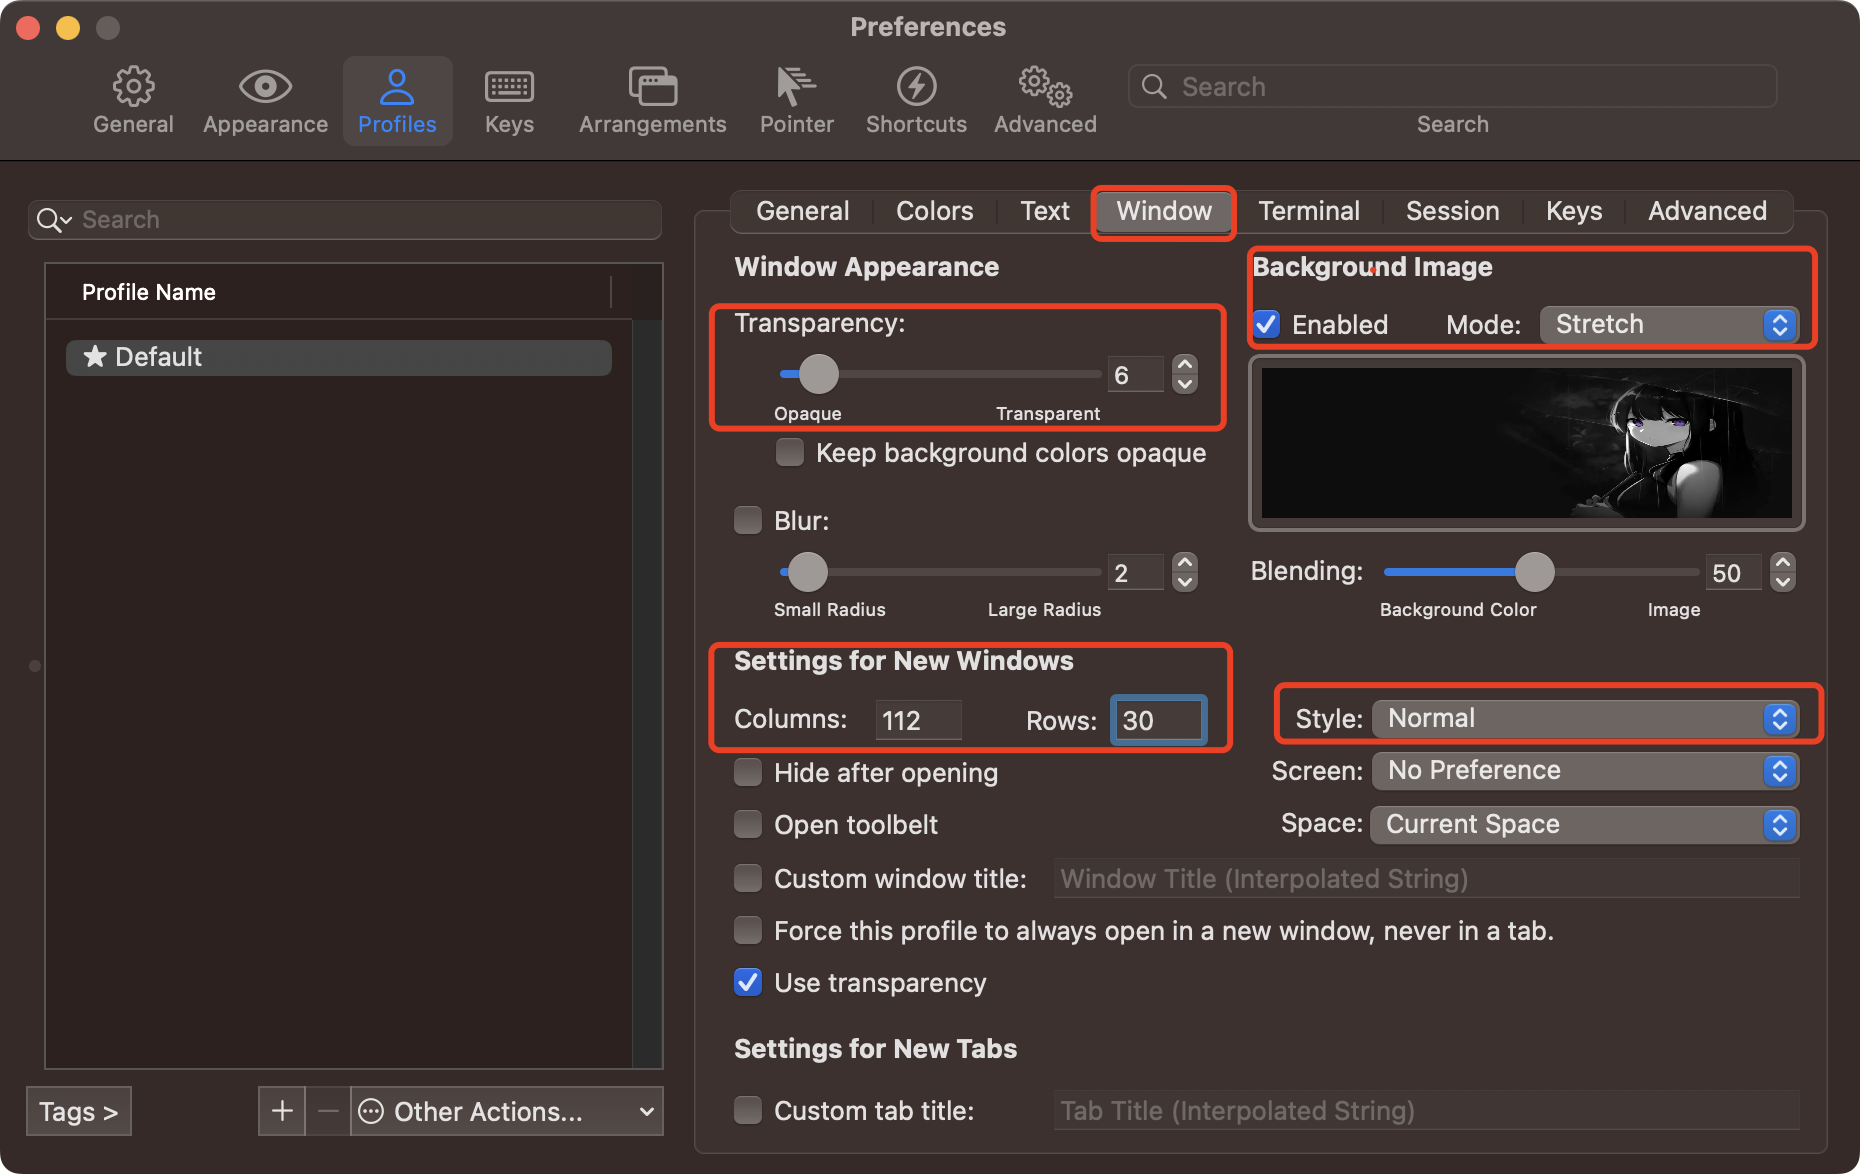 Preferences
General
Appearance
Profiles
Keys
Arrangements
Pointer
Shortcuts
Advanced
Search
Search
Search
Profile Name
★ Default
Tags >
+
−
Other Actions...
General
Colors
Text
Window
Terminal
Session
Keys
Advanced
Window Appearance
Transparency:
6
Opaque
Transparent
Keep background colors opaque
Blur:
2
Small Radius
Large Radius
Background Image
Enabled
Mode:
Stretch
Blending:
50
Background Color
Image
Settings for New Windows
Columns:
112
Rows:
30
Style:
Normal
Hide after opening
Screen:
No Preference
Open toolbelt
Space:
Current Space
Custom window title:
Window Title (Interpolated String)
Force this profile to always open in a new window, never in a tab.
Use transparency
Settings for New Tabs
Custom tab title:
Tab Title (Interpolated String)